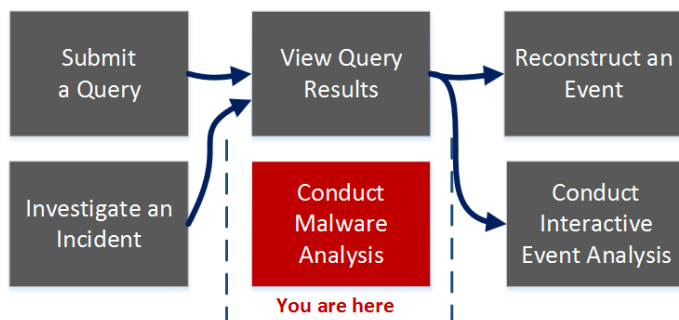 Submit
a Query
View Query
Results
Reconstruct an
Event
Investigate an
Incident
Conduct
Malware
Analysis
Conduct
Interactive
Event Analysis
You are here